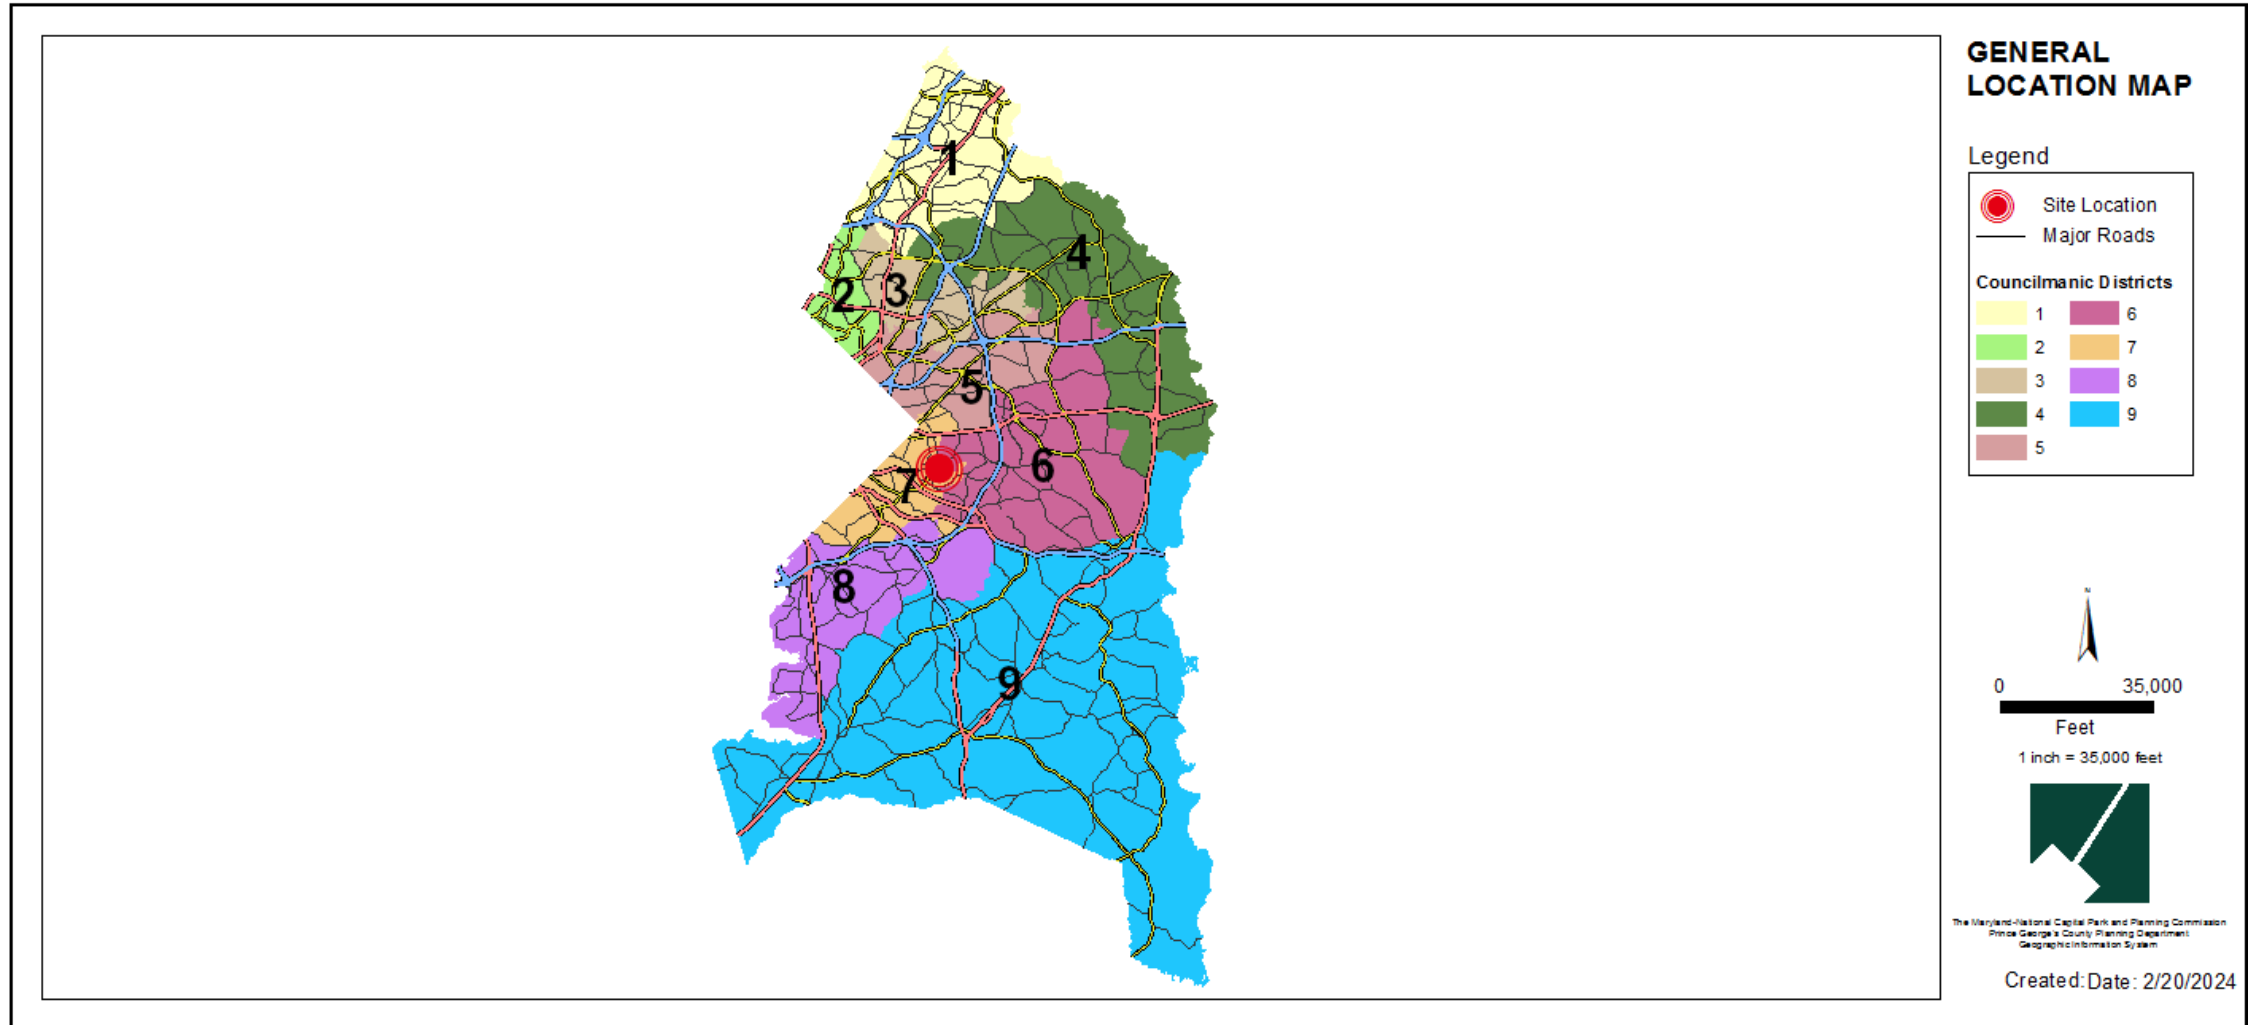 GENERAL
LOCATION MAP
Legend
Site Location
Major Roads
Councilmanic Districts
1 6
2 7
3 8
4 9
5
1
4
2
3
5
6
7
8
9
N
0 35,000
Feet
1 inch = 35,000 feet
The Maryland-National Capital Park and Planning Commission
Prince George's County Planning Department
Geographic Information System
Created: Date: 2/20/2024